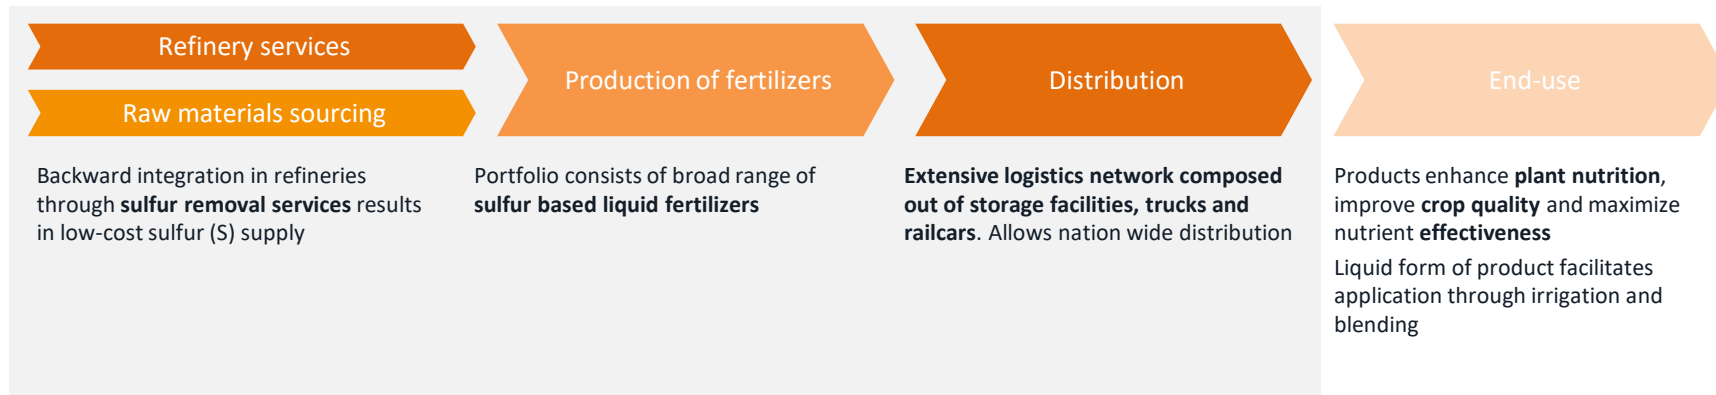 Refinery services
Raw materials sourcing
Production of fertilizers
Distribution
End-use
Backward integration in refineries
through sulfur removal services results
in low-cost sulfur (S) supply
Portfolio consists of broad range of
sulfur based liquid fertilizers
Extensive logistics network composed
out of storage facilities, trucks and
railcars. Allows nation wide distribution
Products enhance plant nutrition,
improve crop quality and maximize
nutrient effectiveness
Liquid form of product facilitates
application through irrigation and
blending